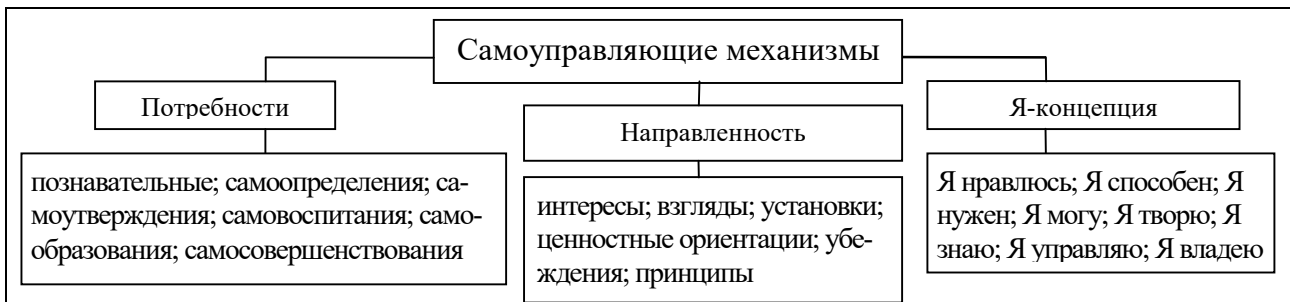 Самоуправляющие механизмы
Потребности
познавательные; самоопределения; са-
моутверждения; самовоспитания; само-
образования; самосовершенствования
Направленность
интересы; взгляды; установки;
ценностные ориентации; убе-
ждения; принципы
Я-концепция
Я нравлюсь; Я способен; Я
нужен; Я могу; Я творю; Я
знаю; Я управляю; Я владею